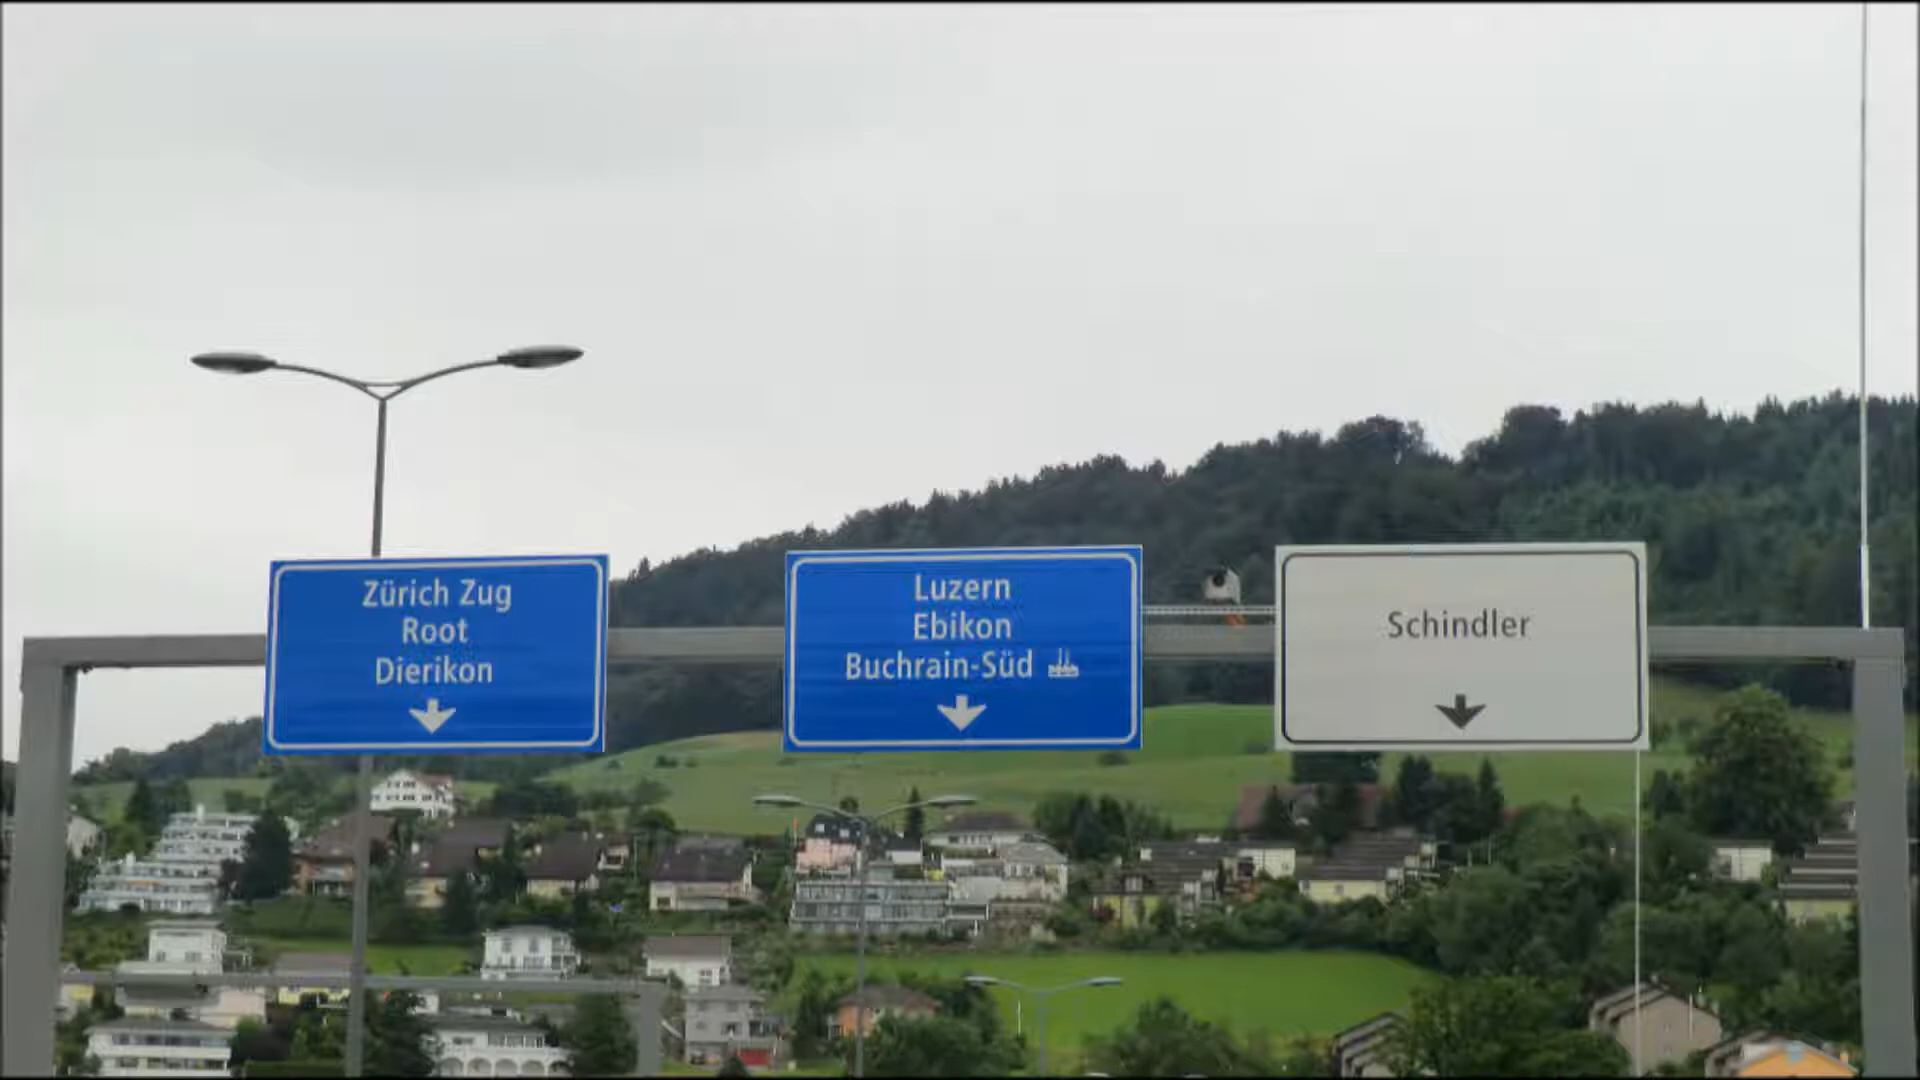 Zürich Zug
Root
Dierikon
Luzern
Ebikon
Buchrain-Süd
Schindler